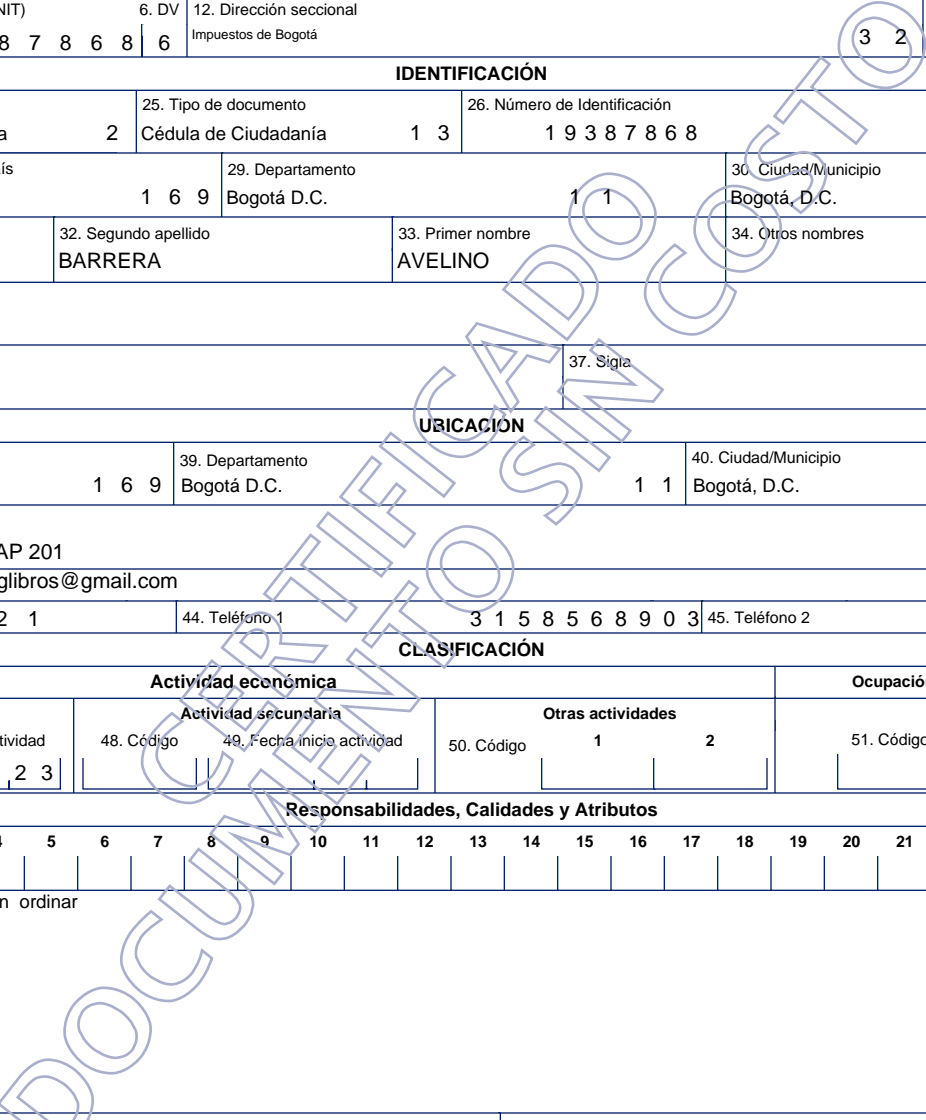 NIT) 6. DV 12. Dirección seccional
8 7 8 6 8 6 Impuestos de Bogotá 3 2
IDENTIFICACIÓN
25. Tipo de documento 26. Número de Identificación
a 2 Cédula de Ciudadanía 1 3 1 9 3 8 7 8 6 8
ís 29. Departamento 30. Ciudad/Municipio
1 6 9 Bogotá D.C. 1 1 Bogotá, D.C.
32. Segundo apellido 33. Primer nombre 34. Otros nombres
BARRERA AVELINO
37. Sigla
UBICACIÓN
39. Departamento 40. Ciudad/Municipio
1 6 9 Bogotá D.C. 1 1 Bogotá, D.C.
AP 201
glibros@gmail.com
2 1 44. Teléfono 1 3 1 5 8 5 6 8 9 0 3 45. Teléfono 2
CLASIFICACIÓN
Actividad económica Ocupación
Actividad secundaria Otras actividades
tividad 48. Código 49. Fecha inicio actividad 50. Código 1 2 51. Código
2 3
Responsabilidades, Calidades y Atributos
4 5 6 7 8 9 10 11 12 13 14 15 16 17 18 19 20 21
n ordinar
CERTIFICADO
DOCUMENTO SIN COSTO